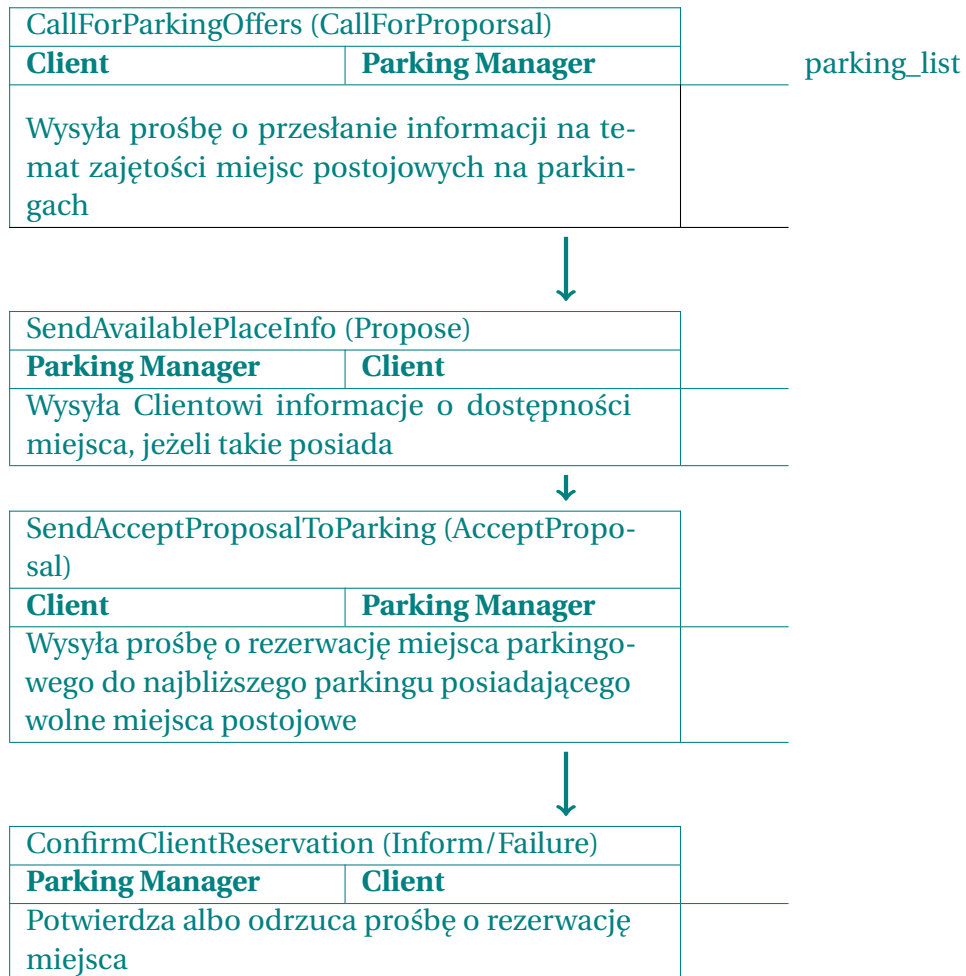 CallForParkingOffers (CallForProporsal)
Client Parking Manager parking_list
Wysyła prośbę o przesłanie informacji na te-
mat zajętości miejsc postojowych na parkin-
gach
SendAvailablePlaceInfo (Propose)
Parking Manager Client
Wysyła Clientowi informacje o dostępności
miejsca, jeżeli takie posiada
SendAcceptProposalToParking (AcceptPropo-
sal)
Client Parking Manager
Wysyła prośbę o rezerwację miejsca parkingo-
wego do najbliższego parkingu posiadającego
wolne miejsca postojowe
ConfirmClientReservation (Inform/Failure)
Parking Manager Client
Potwierdza albo odrzuca prośbę o rezerwację
miejsca